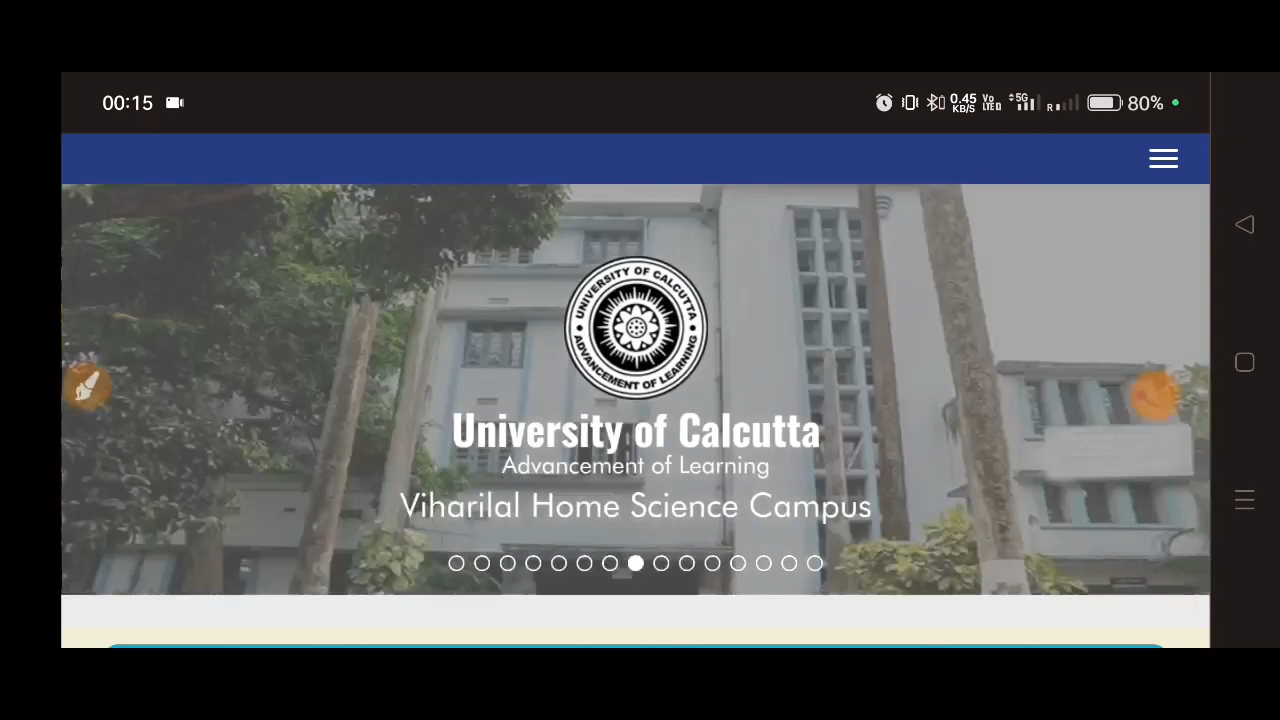 00:15
0.45 KB/S
Vo LTE
5G
R
80%
UNIVERSITY OF CALCUTTA
ADVANCEMENT OF LEARNING
University of Calcutta
Advancement of Learning
Viharilal Home Science Campus